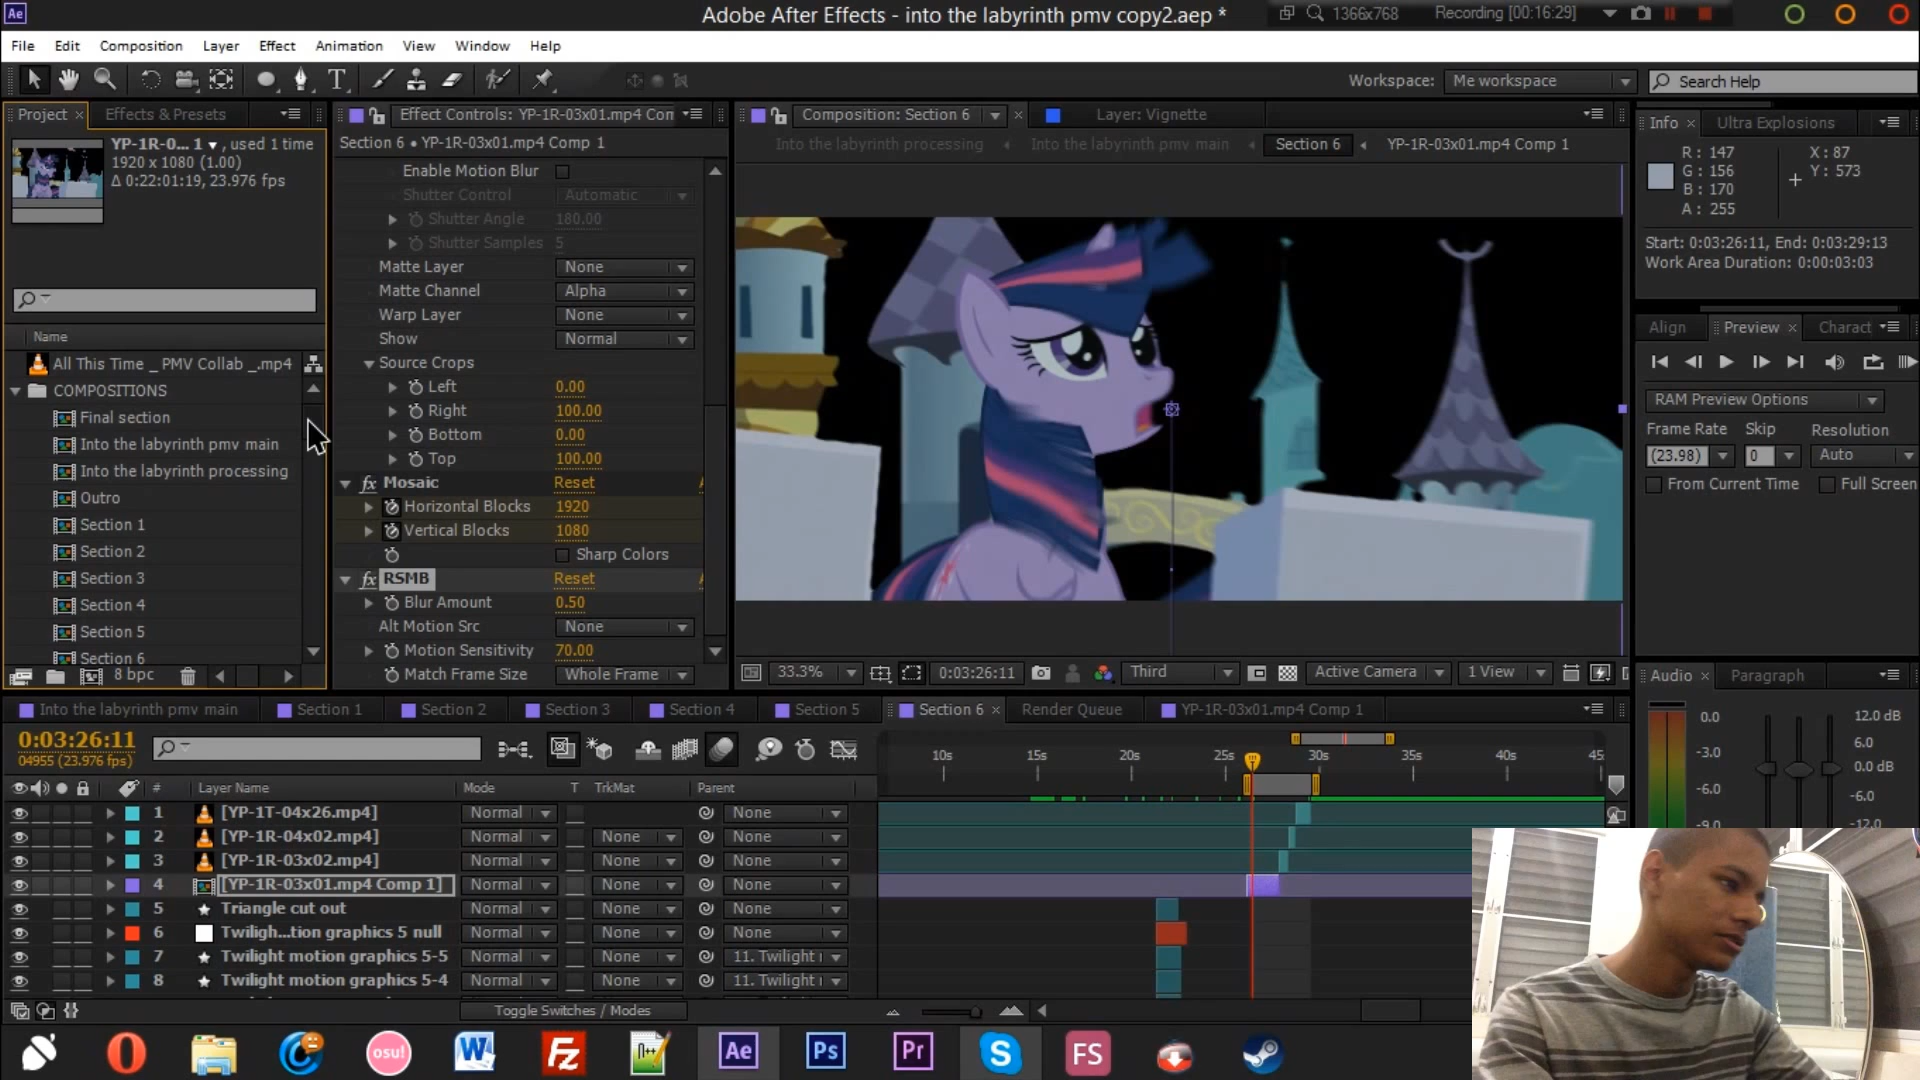 Ae
Adobe After Effects - into the labyrinth pmv copy2.aep *
1366x768
Recording [00:16:29]
File Edit Composition Layer Effect Animation View Window Help
T
Workspace: Me workspace
Search Help
Project × Effects & Presets
YP-1R-0... 1 ▾ , used 1 time
1920 x 1080 (1.00)
Δ 0:22:01:19, 23.976 fps
Name
All This Time _ PMV Collab _.mp4
COMPOSITIONS
Final section
Into the labyrinth pmv main
Into the labyrinth processing
Outro
Section 1
Section 2
Section 3
Section 4
Section 5
Section 6
8 bpc
Effect Controls: YP-1R-03x01.mp4 Con
Section 6 • YP-1R-03x01.mp4 Comp 1
Enable Motion Blur
Shutter Control Automatic
Shutter Angle 180.00
Shutter Samples 5
Matte Layer None
Matte Channel Alpha
Warp Layer None
Show Normal
Source Crops
Left 0.00
Right 100.00
Bottom 0.00
Top 100.00
fx Mosaic Reset
Horizontal Blocks 1920
Vertical Blocks 1080
Sharp Colors
fx RSMB Reset
Blur Amount 0.50
Alt Motion Src None
Motion Sensitivity 70.00
Match Frame Size Whole Frame
Composition: Section 6 Layer: Vignette
Into the labyrinth processing Into the labyrinth pmv main Section 6 YP-1R-03x01.mp4 Comp 1
33.3% 0:03:26:11 Third Active Camera 1 View
Info × Ultra Explosions
R: 147
G: 156
B: 170
A: 255
X: 87
Y: 573
Start: 0:03:26:11, End: 0:03:29:13
Work Area Duration: 0:00:03:03
Align Preview × Charact
RAM Preview Options
Frame Rate Skip Resolution
(23.98) 0 Auto
From Current Time Full Screen
Audio × Paragraph
0.0
-3.0
-6.0
-9.0
12.0 dB
6.0
0.0 dB
-6.0
-12.0
Into the labyrinth pmv main Section 1 Section 2 Section 3 Section 4 Section 5 Section 6 × Render Queue YP-1R-03x01.mp4 Comp 1
0:03:26:11
04955 (23.976 fps)
10s 15s 20s 25s 30s 35s 40s 45
# Layer Name Mode T TrkMat Parent
1 [YP-1T-04x26.mp4] Normal None
2 [YP-1R-04x02.mp4] Normal None None
3 [YP-1R-03x02.mp4] Normal None None
4 [YP-1R-03x01.mp4 Comp 1] Normal None None
5 Triangle cut out Normal None None
6 Twiligh...tion graphics 5 null Normal None None
7 Twilight motion graphics 5-5 Normal None 11. Twilight
8 Twilight motion graphics 5-4 Normal None 11. Twilight
Toggle Switches / Modes
osu! W Fz N++ Ae Ps Pr S FS